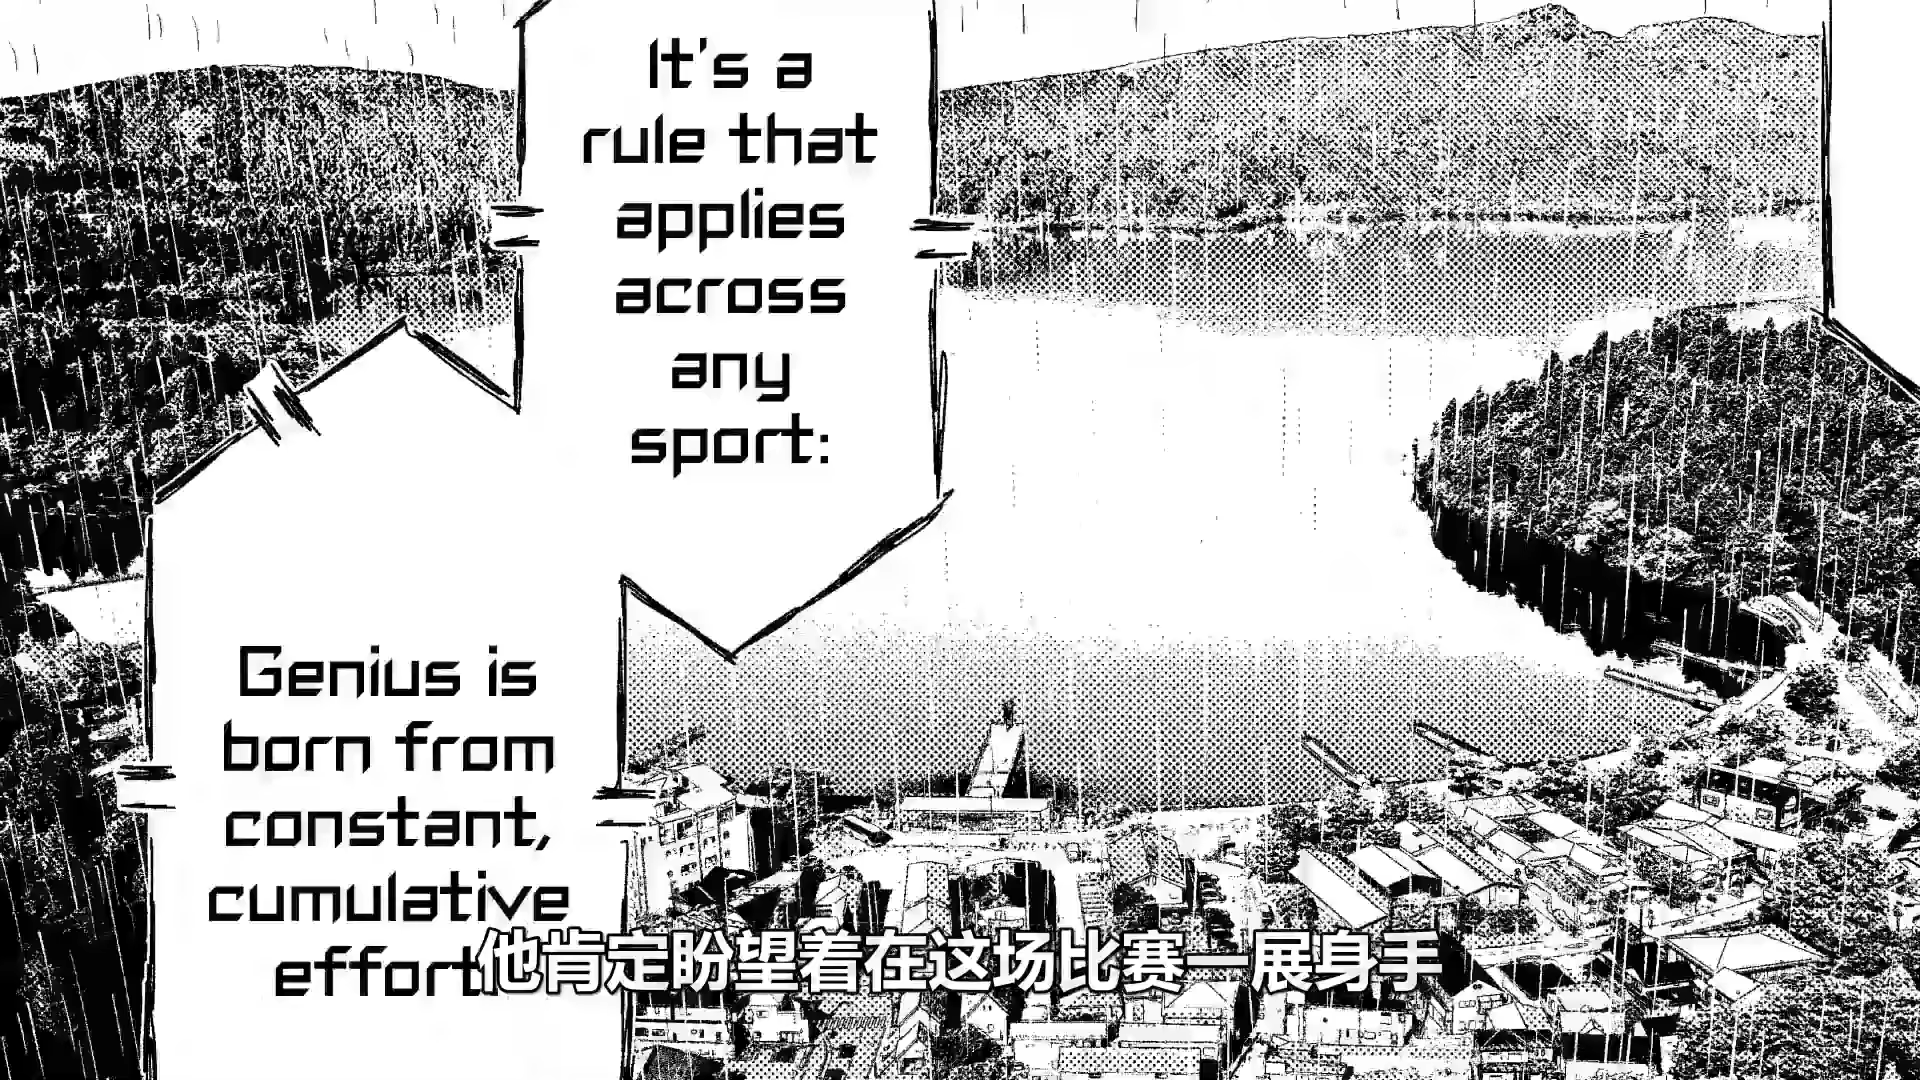 It's a
rule that
applies
across
any
sport:
Genius is
born from
constant,
cumulative
effort.
他肯定盼望着在这场比赛一展身手